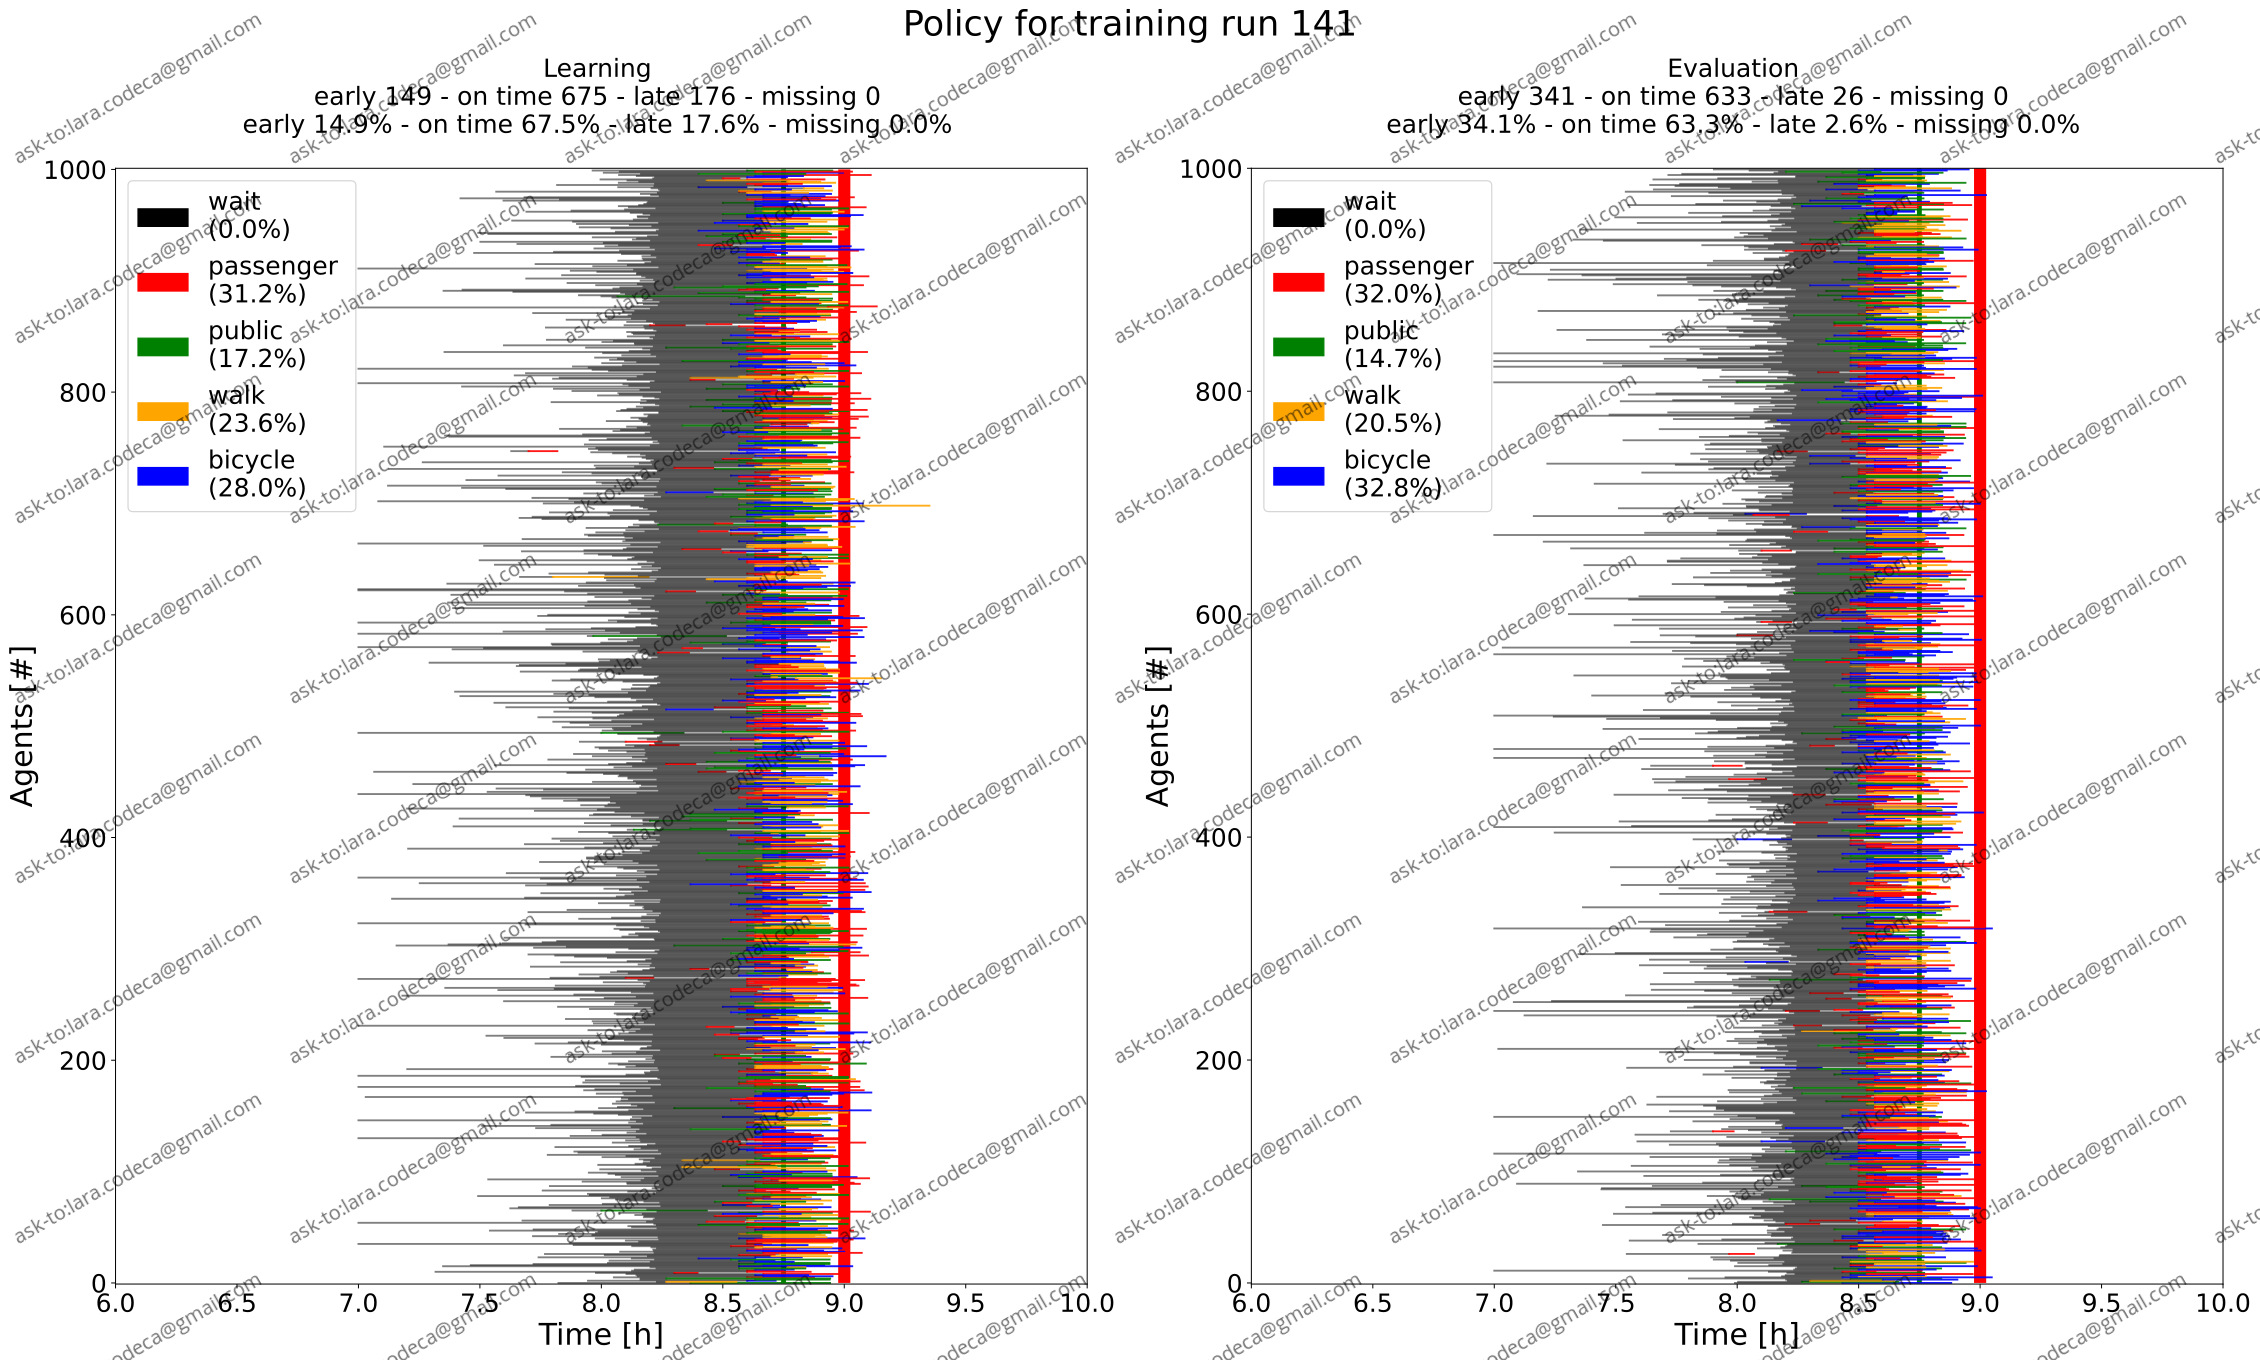 Policy for training run 141
Learning
early 149 - on time 675 - late 176 - missing 0
early 14.9% - on time 67.5% - late 17.6% - missing 0.0%
1000
800
600
400
200
0
Agents [#]
wait
(0.0%)
passenger
(31.2%)
public
(17.2%)
walk
(23.6%)
bicycle
(28.0%)
6.0 6.5 7.0 7.5 8.0 8.5 9.0 9.5 10.0
Time [h]
Evaluation
early 341 - on time 633 - late 26 - missing 0
early 34.1% - on time 63.3% - late 2.6% - missing 0.0%
1000
800
600
400
200
0
Agents [#]
wait
(0.0%)
passenger
(32.0%)
public
(14.7%)
walk
(20.5%)
bicycle
(32.8%)
6.0 6.5 7.0 7.5 8.0 8.5 9.0 9.5 10.0
Time [h]
ask-to:lara.codeca@gmail.com